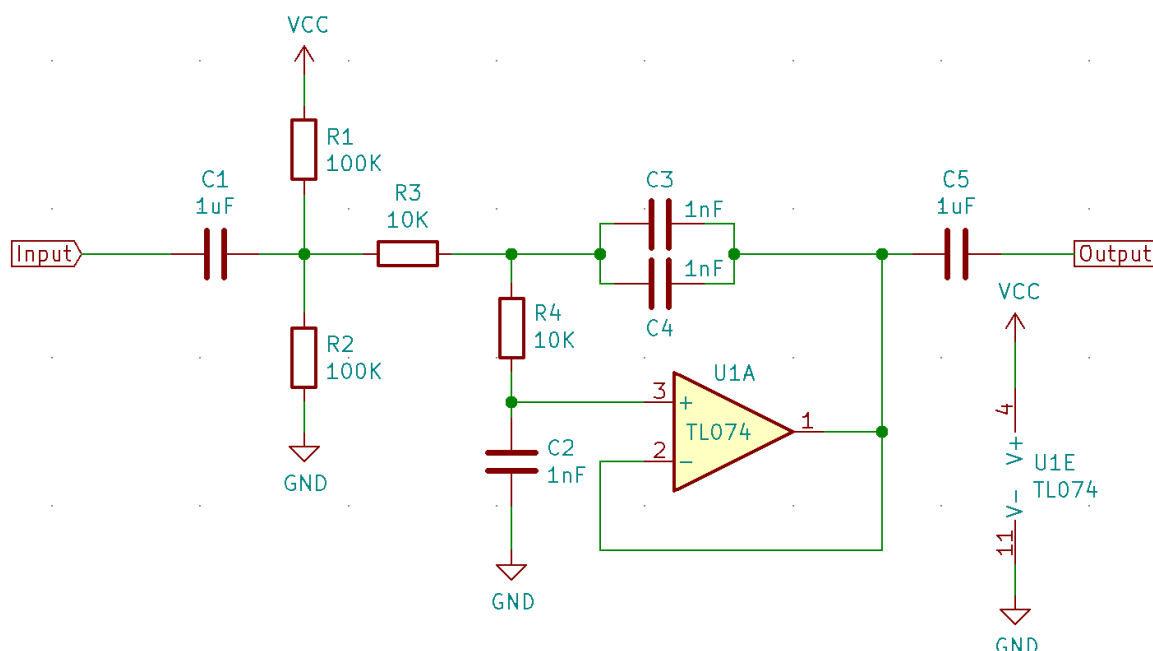 VCC
R1
100K
C1
1uF
R3
10K
C3
1nF
C5
1uF
Input
Output
1nF
C4
VCC
R4
10K
R2
100K
U1A
3
+
TL074
1
2
-
4
V+
C2
1nF
GND
U1E
TL074
V-
11
GND
GND